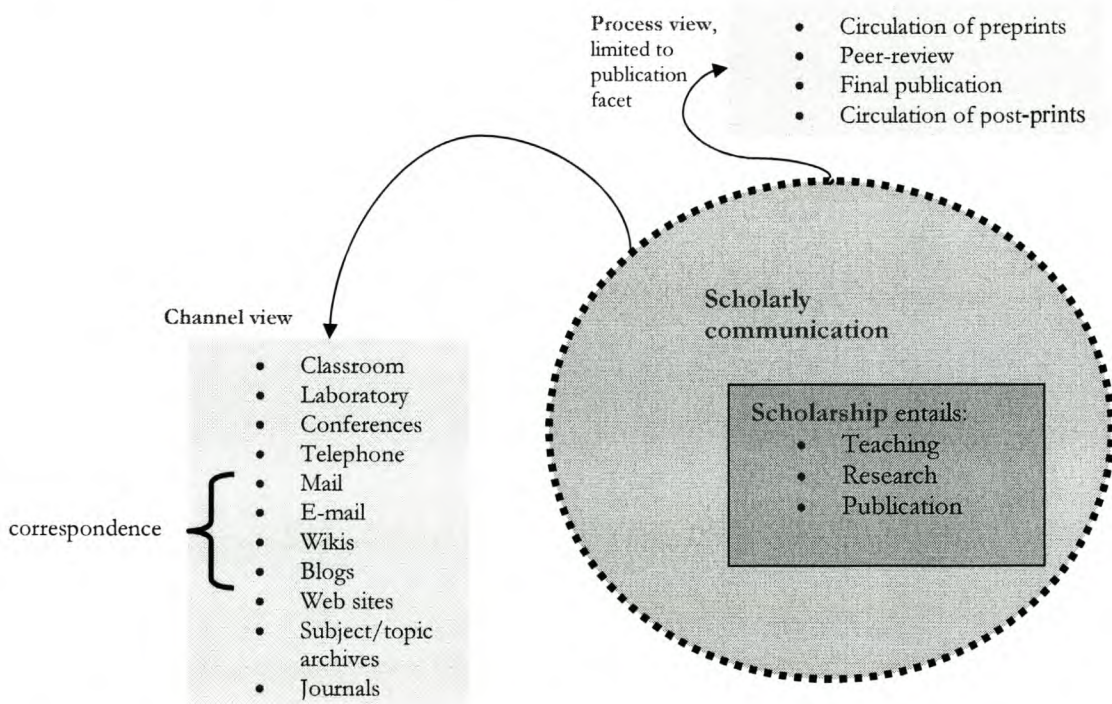 Process view,
limited to
publication
facet
• Circulation of preprints
• Peer-review
• Final publication
• Circulation of post-prints
Scholarly
communication
Scholarship entails:
• Teaching
• Research
• Publication
Channel view
• Classroom
• Laboratory
• Conferences
• Telephone
• Mail
• E-mail
• Wikis
• Blogs
• Web sites
• Subject/topic
archives
• Journals
correspondence